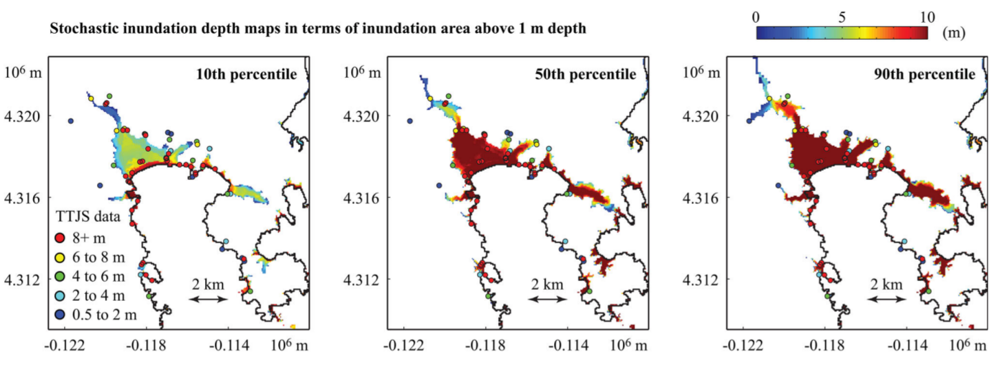 Stochastic inundation depth maps in terms of inundation area above 1 m depth
0 5 10
(m)
10⁶ m 10th percentile
4.320
4.316
4.312
TTJS data
8+ m
6 to 8 m
4 to 6 m
2 to 4 m
0.5 to 2 m
2 km
-0.122 -0.118 -0.114 10⁶ m
10⁶ m 50th percentile
4.320
4.316
4.312
2 km
-0.122 -0.118 -0.114 10⁶ m
10⁶ m 90th percentile
4.320
4.316
4.312
2 km
-0.122 -0.118 -0.114 10⁶ m